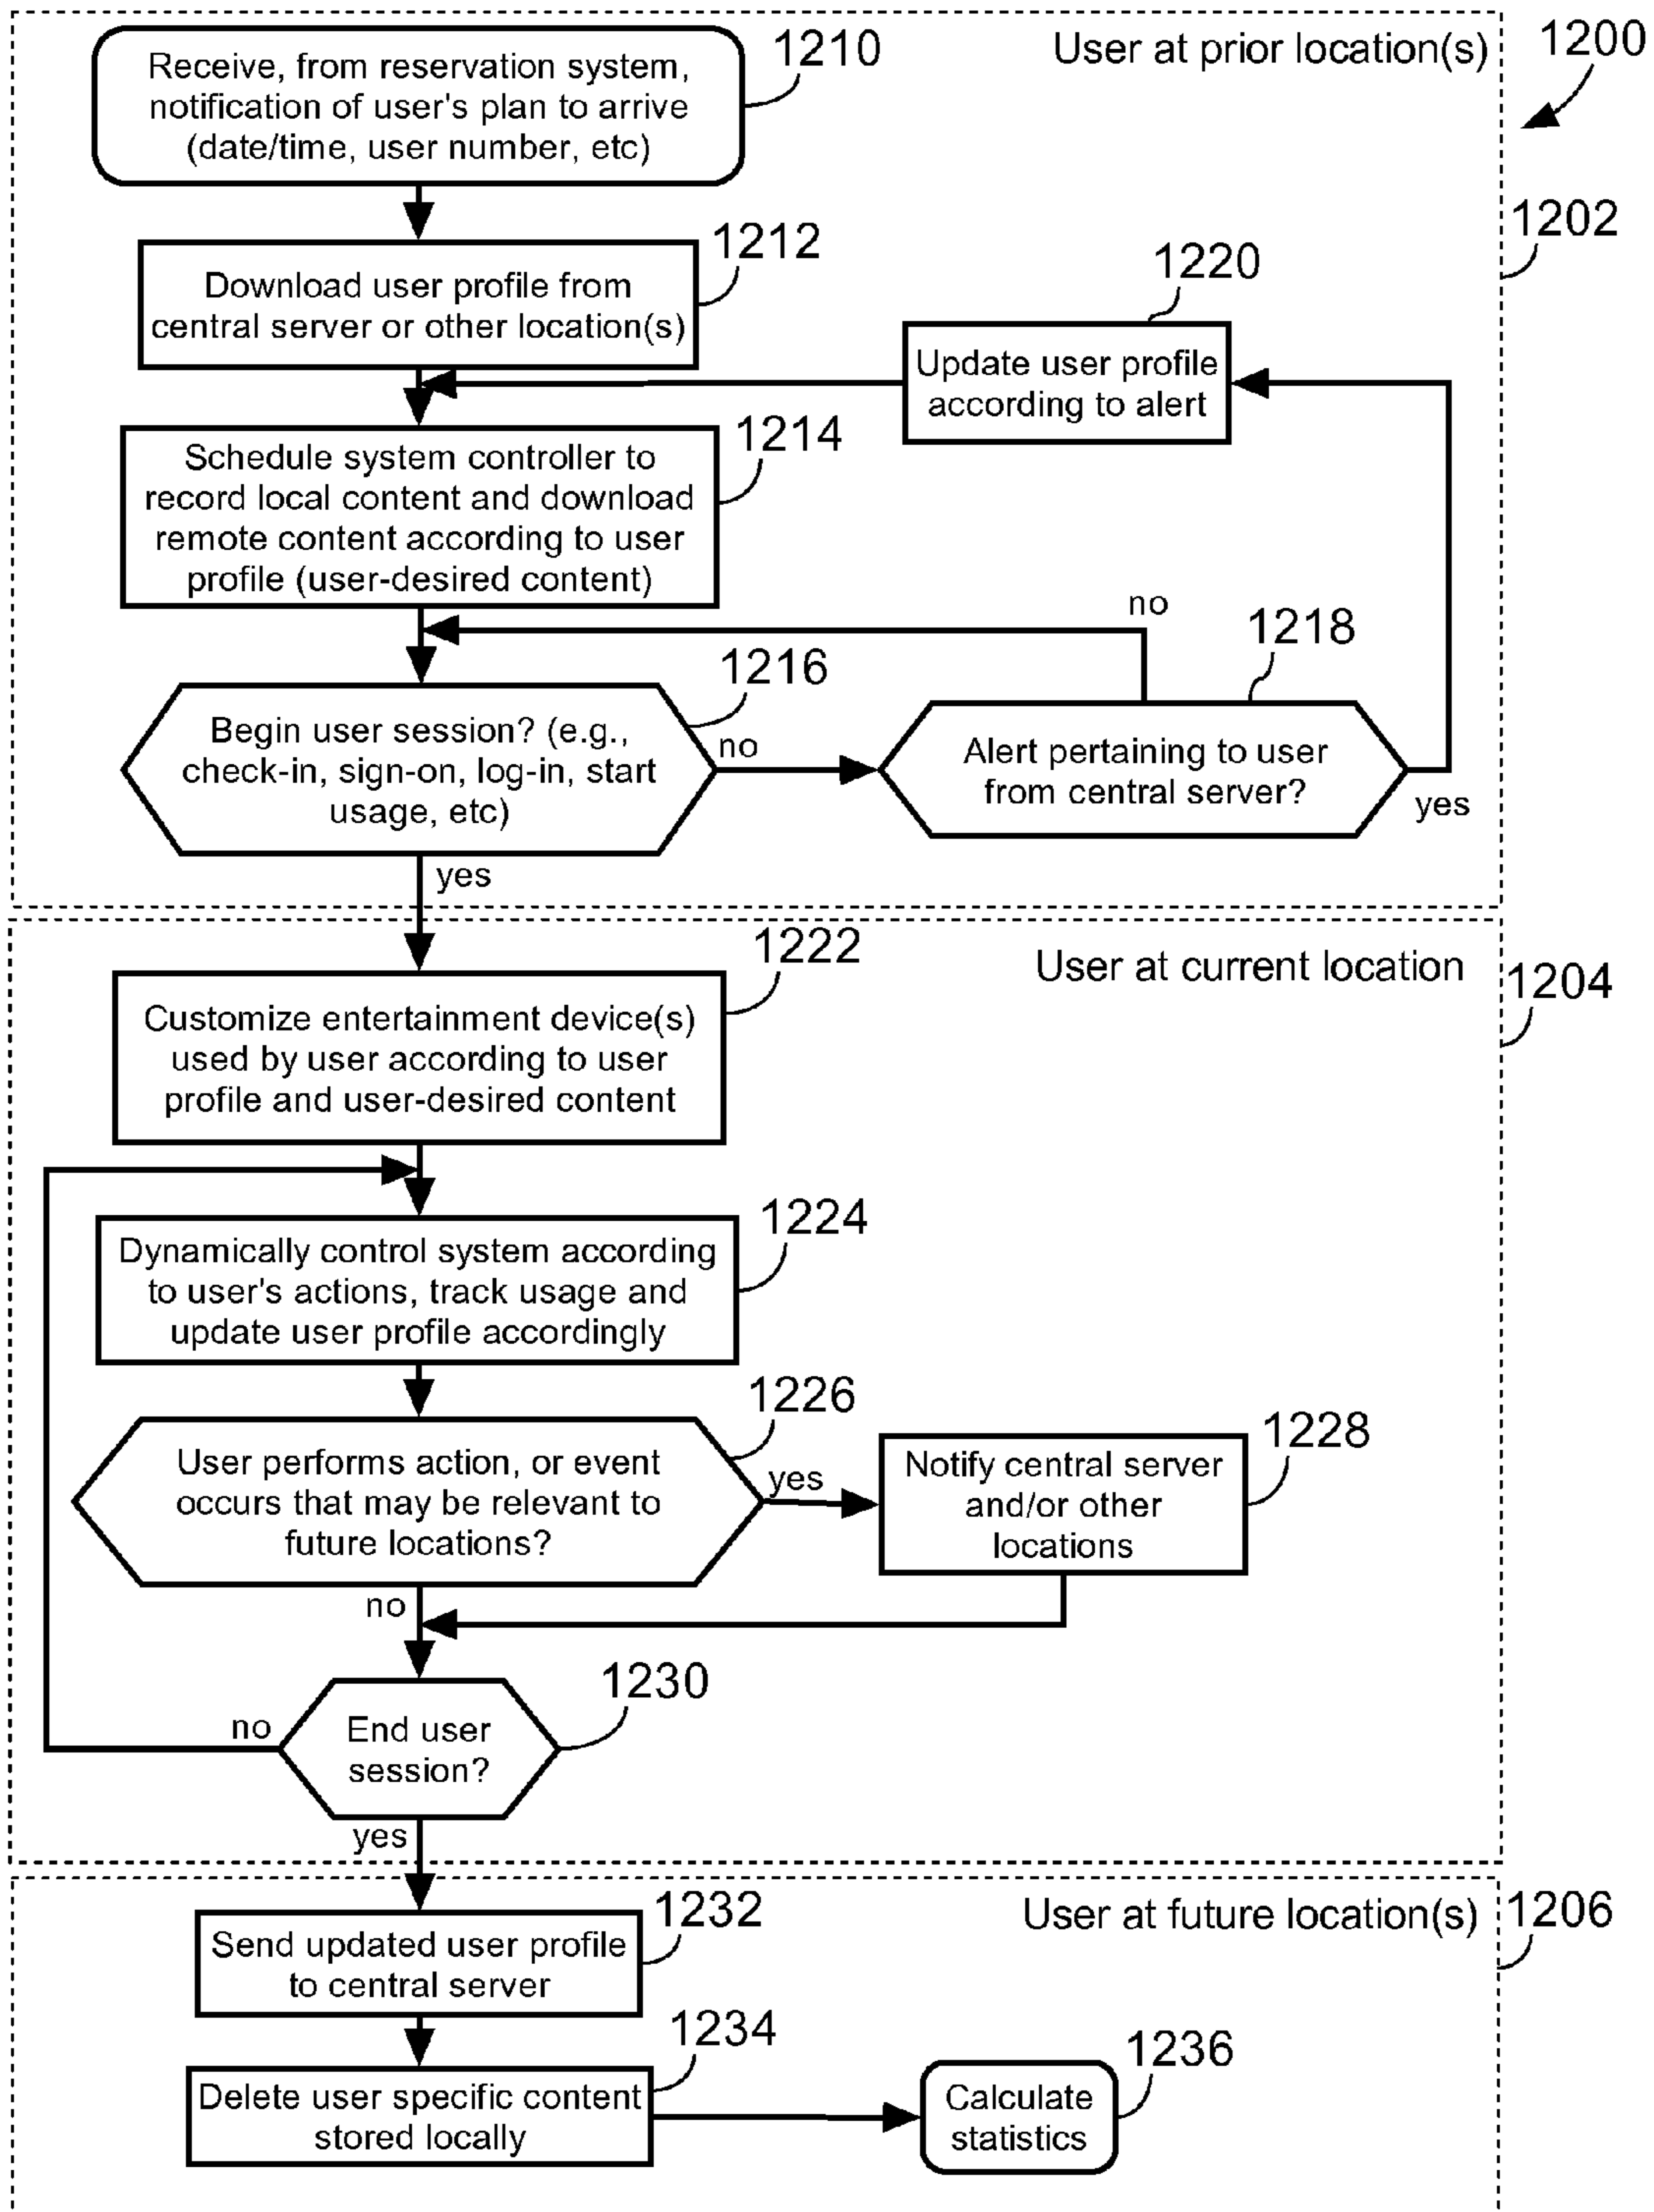 1200
User at prior location(s)
1202
1210
Receive, from reservation system,
notification of user's plan to arrive
(date/time, user number, etc)
1212
Download user profile from
central server or other location(s)
1220
Update user profile
according to alert
1214
Schedule system controller to
record local content and download
remote content according to user
profile (user-desired content)
no
1216
Begin user session? (e.g.,
check-in, sign-on, log-in, start
usage, etc)
no
1218
Alert pertaining to user
from central server?
yes
yes
User at current location
1204
1222
Customize entertainment device(s)
used by user according to user
profile and user-desired content
1224
Dynamically control system according
to user's actions, track usage and
update user profile accordingly
1226
User performs action, or event
occurs that may be relevant to
future locations?
yes
1228
Notify central server
and/or other
locations
no
1230
End user
session?
no
yes
User at future location(s)
1206
1232
Send updated user profile
to central server
1234
Delete user specific content
stored locally
1236
Calculate
statistics